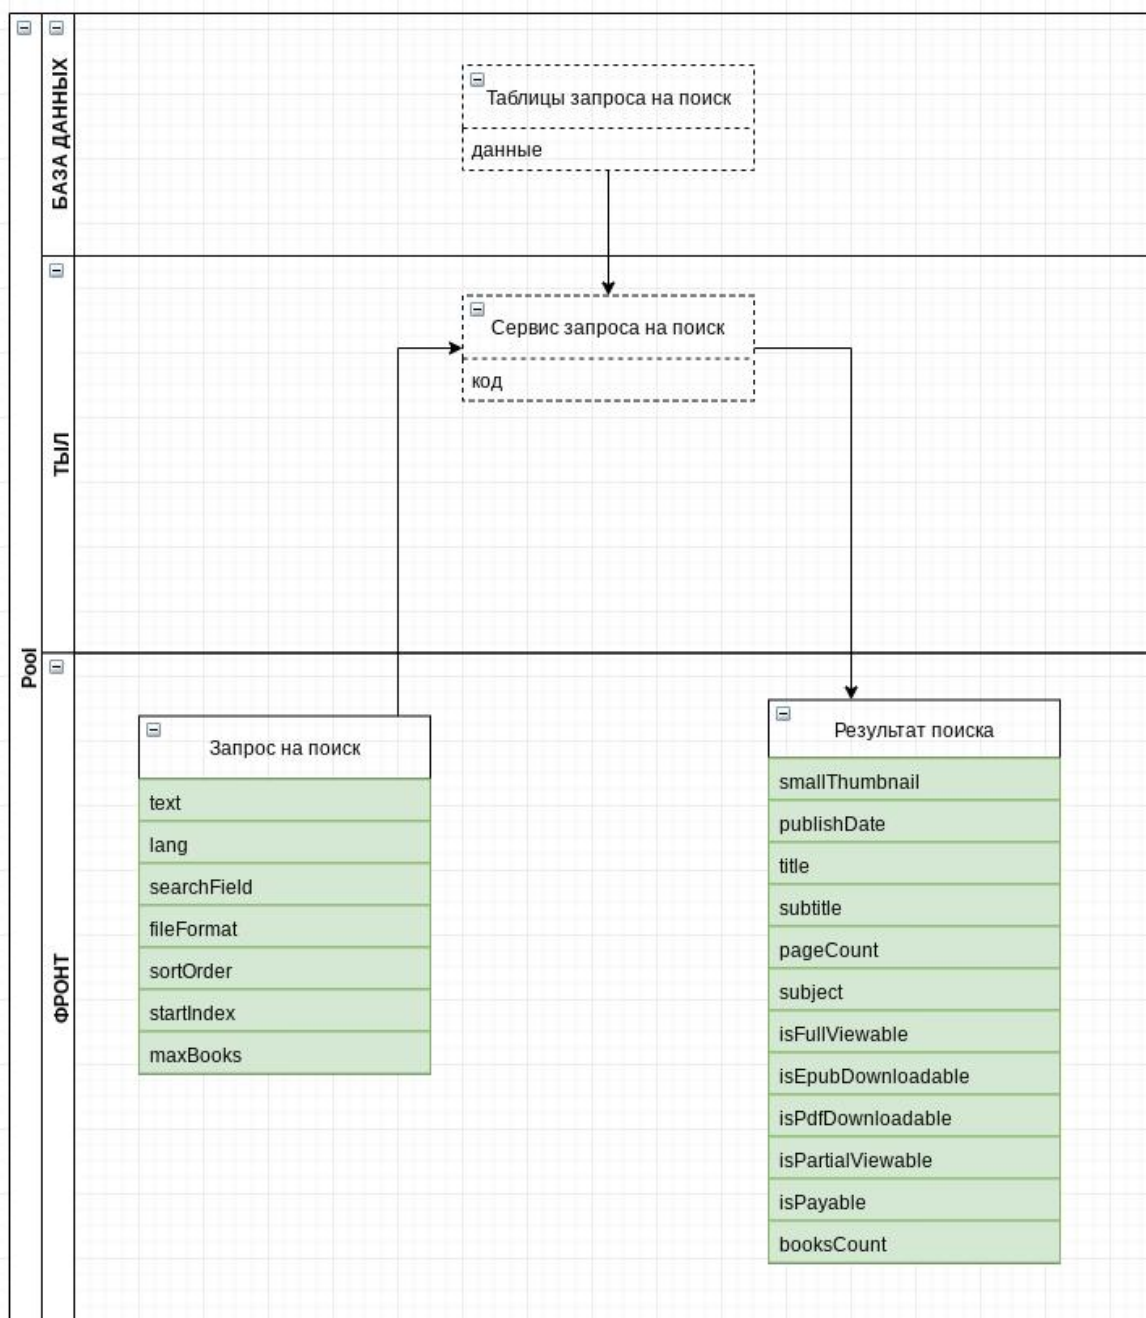 Pool
БАЗА ДАННЫХ
Таблицы запроса на поиск
данные
ТЫЛ
Сервис запроса на поиск
код
ФРОНТ
Запрос на поиск
text
lang
searchField
fileFormat
sortOrder
startIndex
maxBooks
Результат поиска
smallThumbnail
publishDate
title
subtitle
pageCount
subject
isFullViewable
isEpubDownloadable
isPdfDownloadable
isPartialViewable
isPayable
booksCount